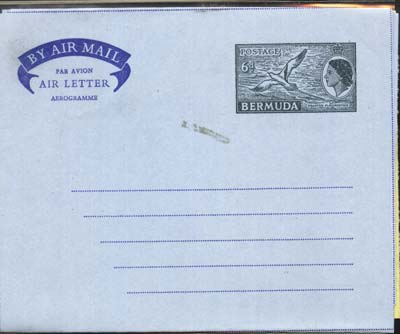 BY AIR MAIL
PAR AVION
AIR LETTER
AEROGRAMME
POSTAGE
6d
BERMUDA